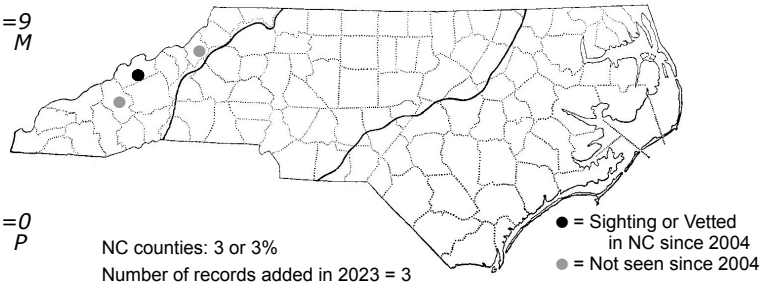 =9
M
=0
P
NC counties: 3 or 3%
Number of records added in 2023 = 3
● = Sighting or Vetted
in NC since 2004
● = Not seen since 2004